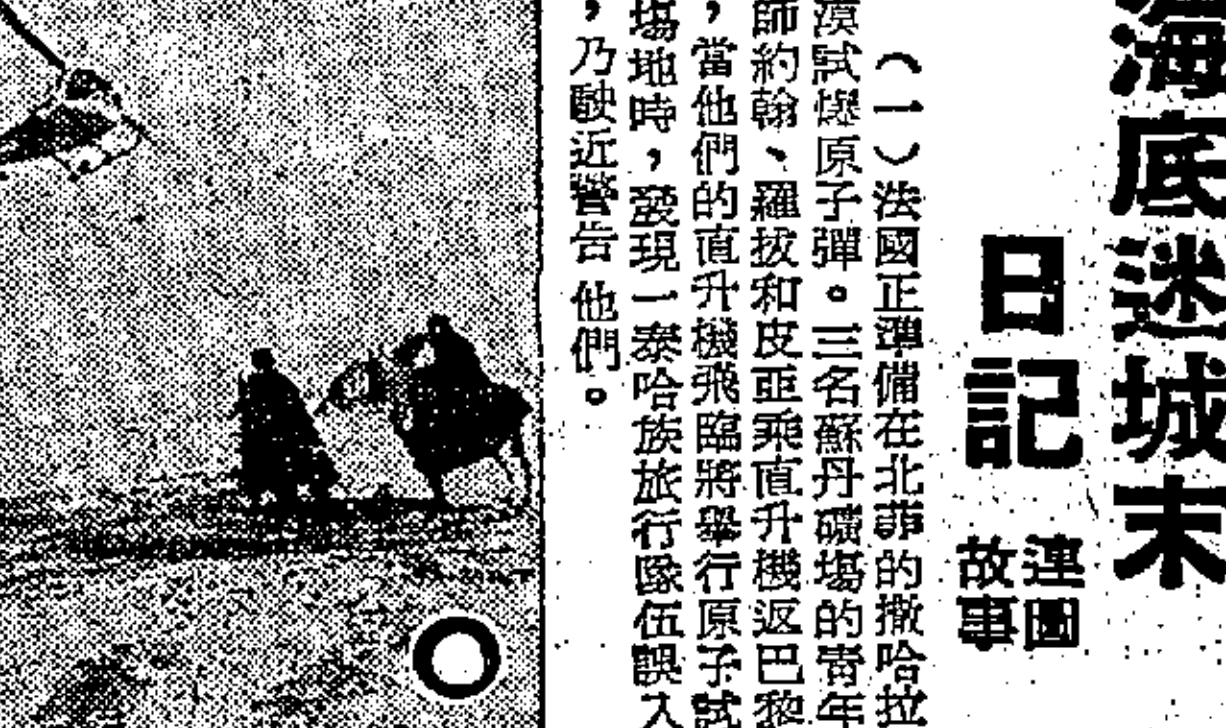 海底迷城末
日記
連圖
故事
（一）法國正準備在北菲的撒哈拉
漠試爆原子彈。三名蘇丹礦場的青年
師約翰、羅拔和皮亞乘直升機返巴黎
，當他們的直升機飛臨將舉行原子試
場地時，發現一泰哈族旅行隊伍誤入
，乃駛近警告他們。